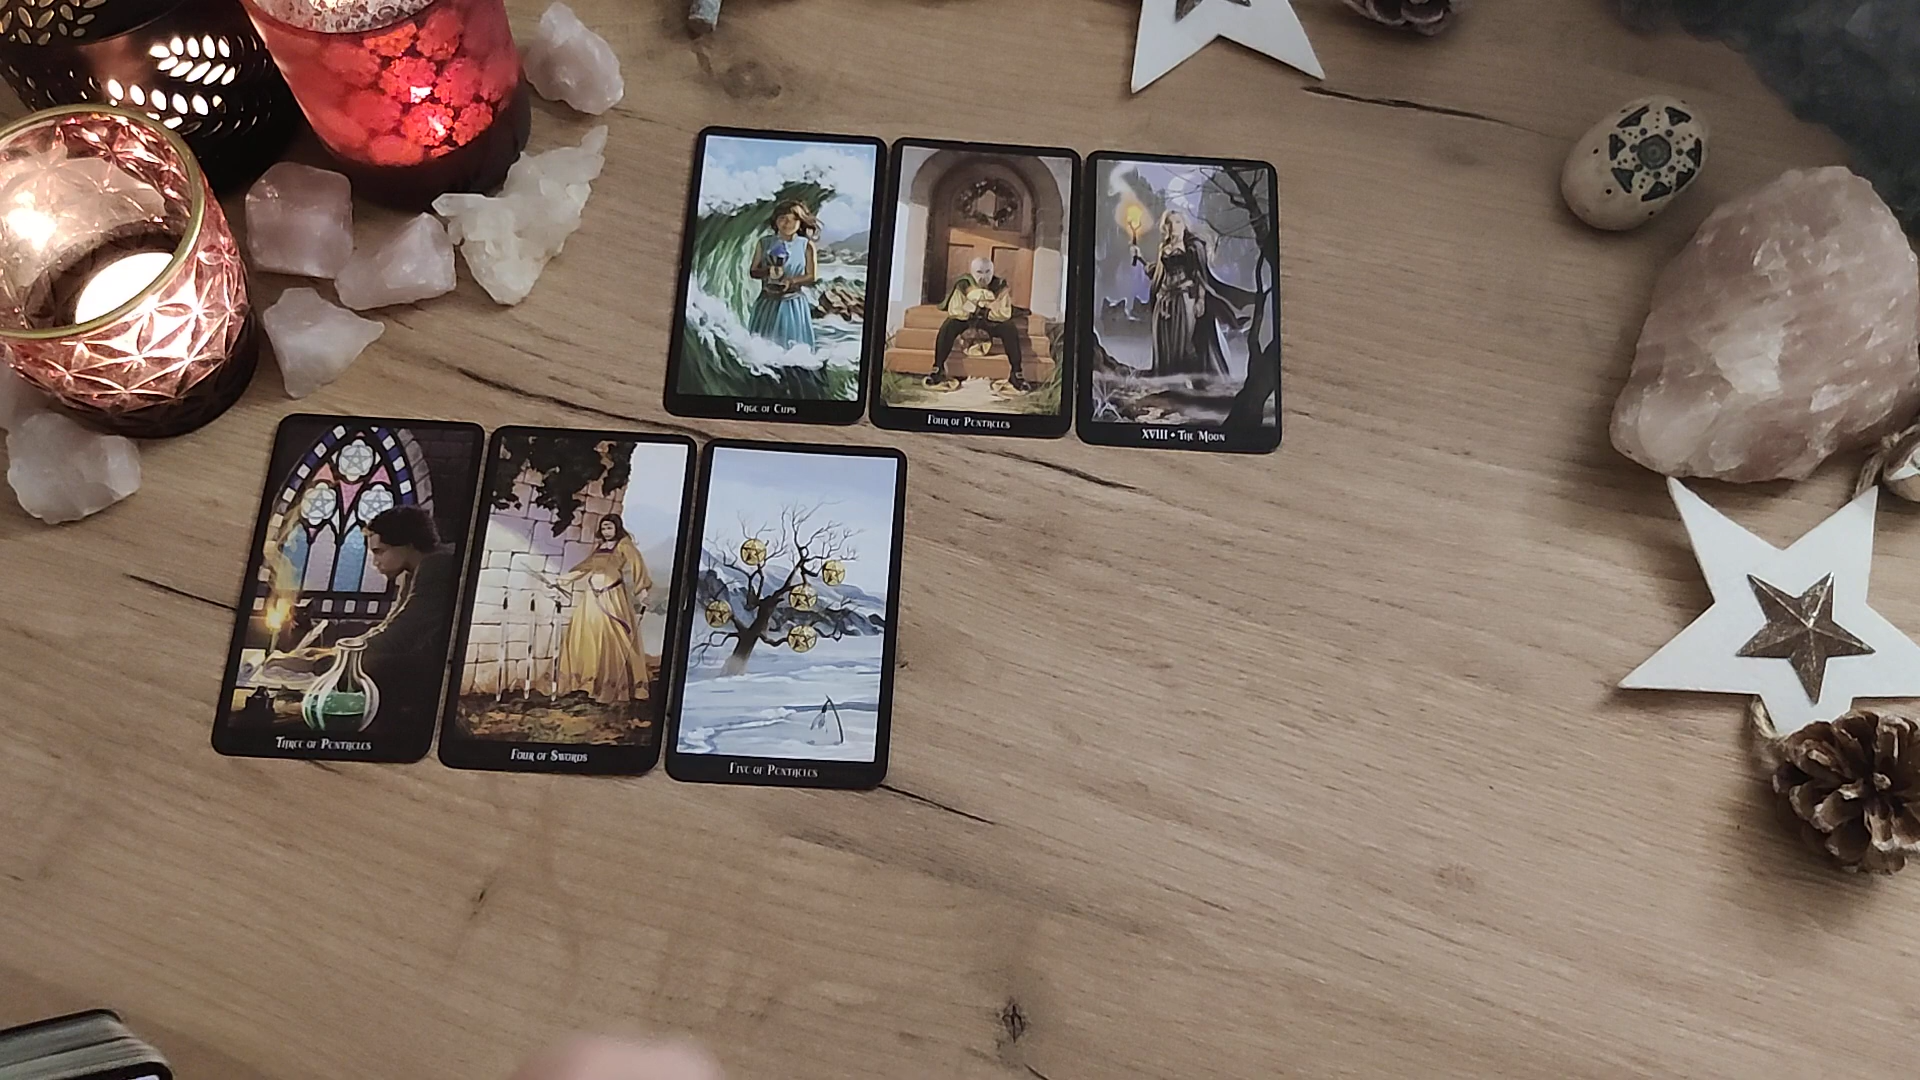 Page of Cups
Four of Pentacles
XVIII • The Moon
Three of Pentacles
Four of Swords
Five of Pentacles